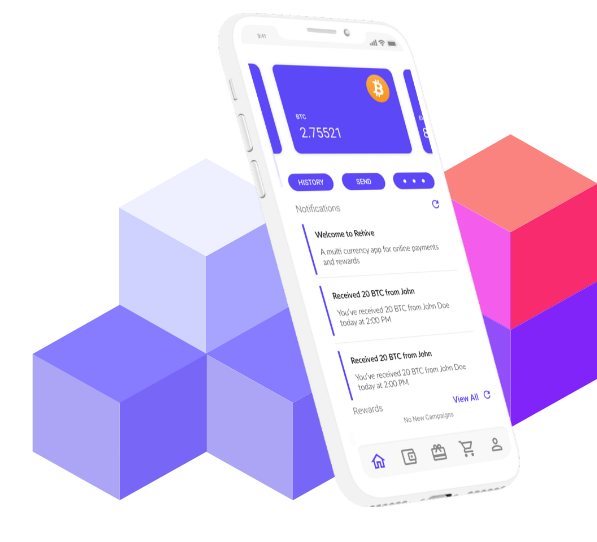 9:41
BTC
2.75521
HISTORY
SEND
Notifications
Welcome to Rehive
A multi currency app for online payments
and rewards
Received 20 BTC from John
You've received 20 BTC from John Doe
today at 2:00 PM
Received 20 BTC from John
You've received 20 BTC from John Doe
today at 2:00 PM
Rewards
View All
No New Campaigns